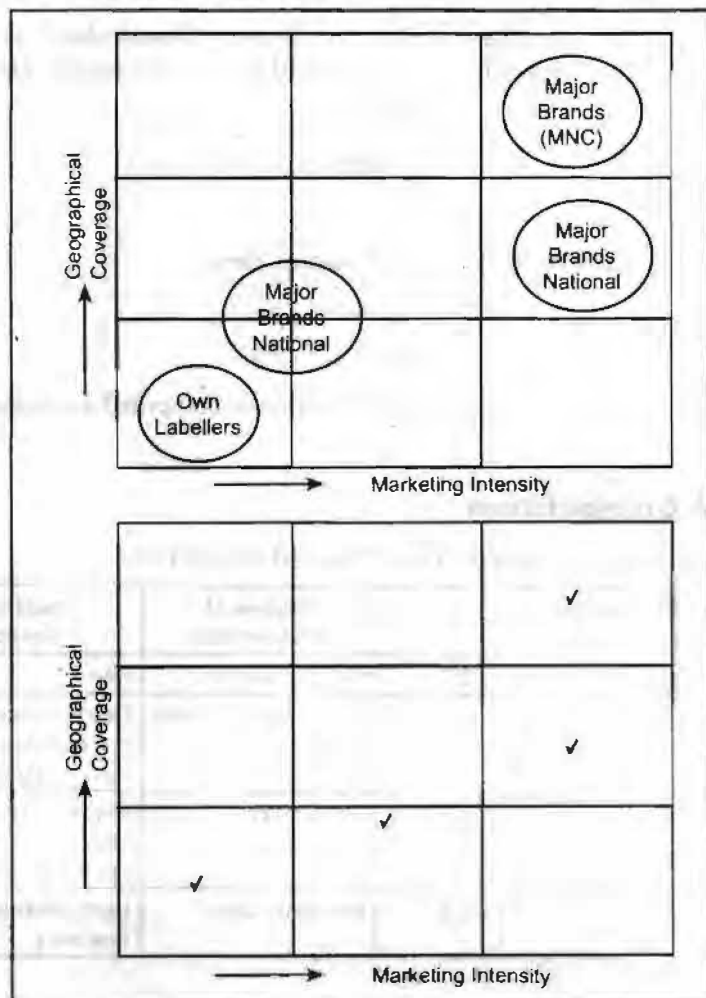 Major
Brands
(MNC)
Geographical
Coverage
Major
Brands
National
Major
Brands
National
Own
Labellers
Marketing Intensity
Geographical
Coverage
Marketing Intensity